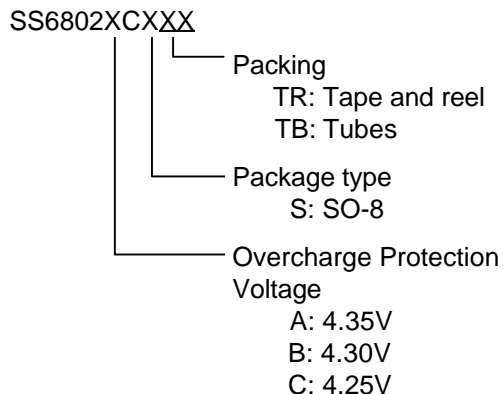 SS6802XCXXX
Packing
TR: Tape and reel
TB: Tubes
Package type
S: SO-8
Overcharge Protection
Voltage
A: 4.35V
B: 4.30V
C: 4.25V